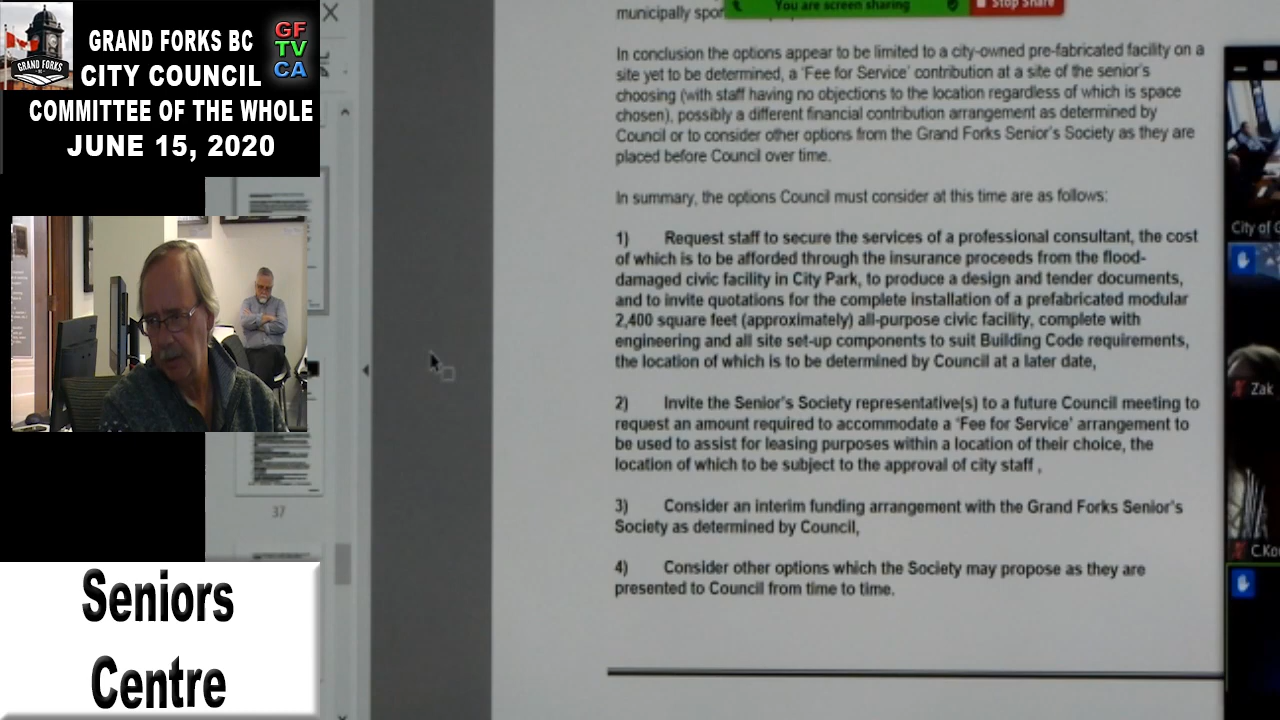 GRAND FORKS BC
CITY COUNCIL
COMMITTEE OF THE WHOLE
JUNE 15, 2020
GF
TV
CA
GRAND FORKS
You are screen sharing
Stop Share
municipally
In conclusion the options appear to be limited to a city-owned pre-fabricated facility on a
site yet to be determined, a 'Fee for Service' contribution at a site of the senior's
choosing (with staff having no objections to the location regardless of which is space
chosen), possibly a different financial contribution arrangement as determined by
Council or to consider other options from the Grand Forks Senior's Society as they are
placed before Council over time.
In summary, the options Council must consider at this time are as follows:
1) Request staff to secure the services of a professional consultant, the cost
of which is to be afforded through the insurance proceeds from the flood-
damaged civic facility in City Park, to produce a design and tender documents,
and to invite quotations for the complete installation of a prefabricated modular
2,400 square feet (approximately) all-purpose civic facility, complete with
engineering and all site set-up components to suit Building Code requirements,
the location of which is to be determined by Council at a later date,
2) Invite the Senior's Society representative(s) to a future Council meeting to
request an amount required to accommodate a 'Fee for Service' arrangement to
be used to assist for leasing purposes within a location of their choice, the
location of which to be subject to the approval of city staff ,
3) Consider an interim funding arrangement with the Grand Forks Senior's
Society as determined by Council,
4) Consider other options which the Society may propose as they are
presented to Council from time to time.
37
City of
Zak
C.Ko
Seniors
Centre